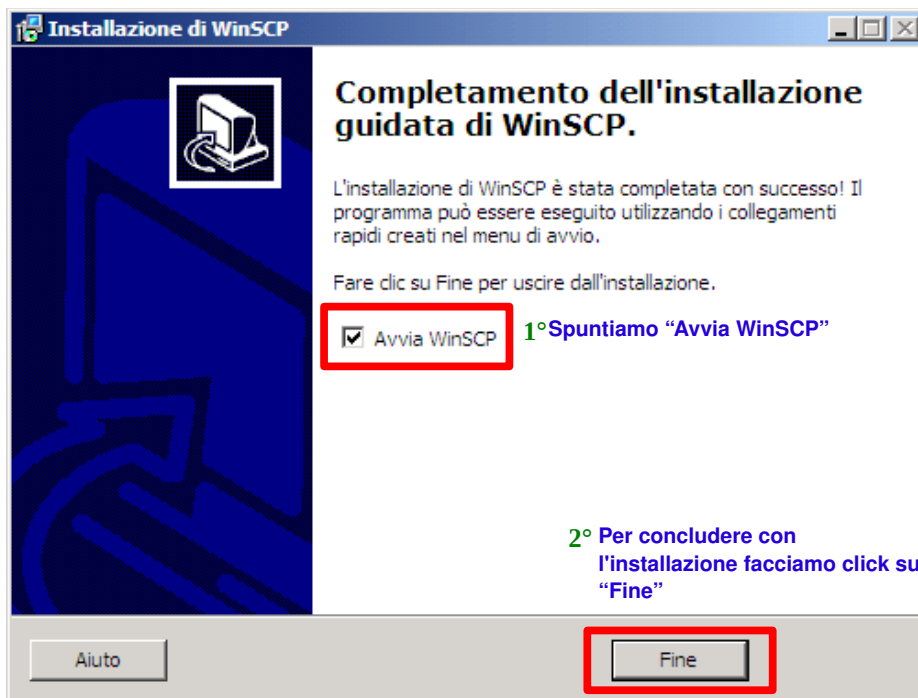 Installazione di WinSCP
Completamento dell'installazione
guidata di WinSCP.
L'installazione di WinSCP è stata completata con successo! Il
programma può essere eseguito utilizzando i collegamenti
rapidi creati nel menu di avvio.
Fare clic su Fine per uscire dall'installazione.
Avvia WinSCP
1° Spuntiamo “Avvia WinSCP”
2° Per concludere con
l'installazione facciamo click su
“Fine”
Aiuto
Fine